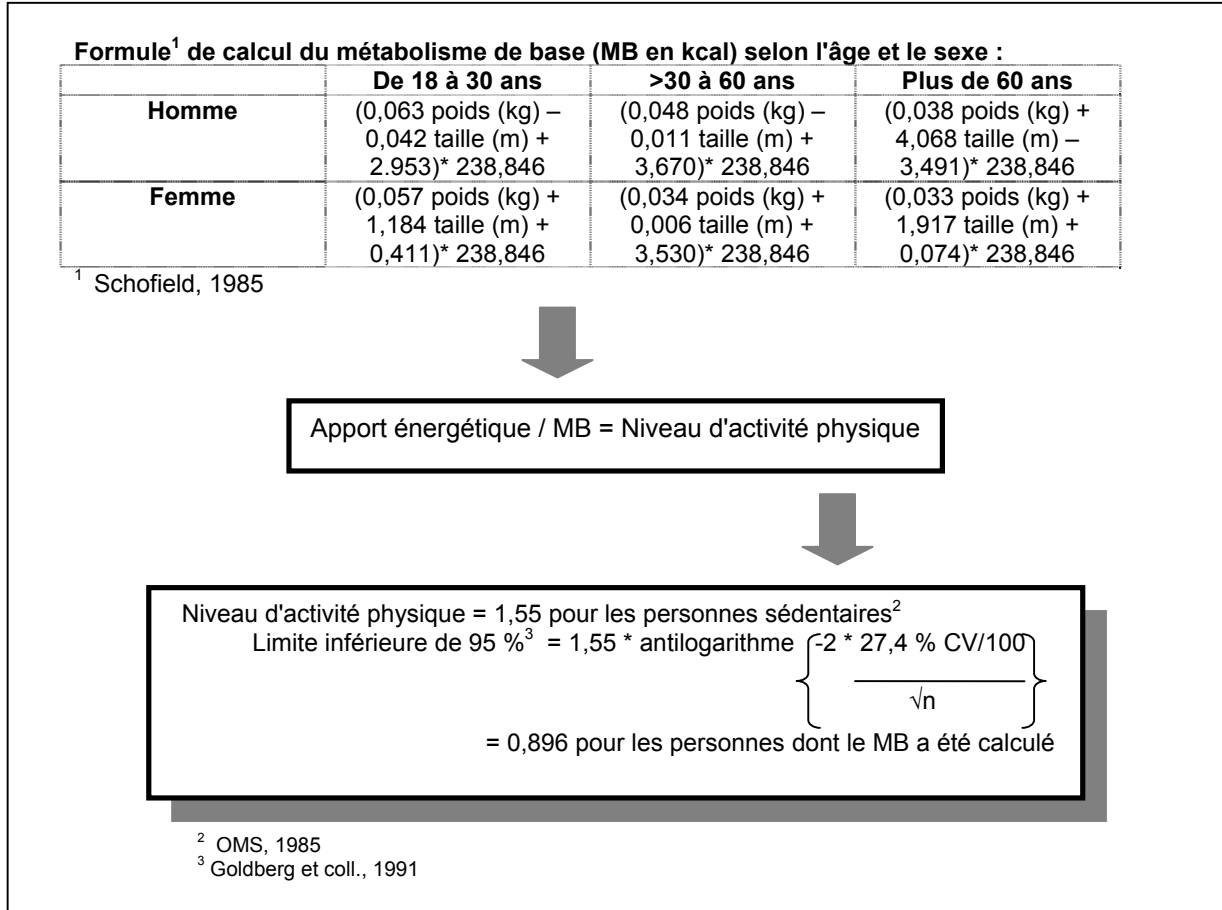 Formule1 de calcul du métabolisme de base (MB en kcal) selon l'âge et le sexe :
De 18 à 30 ans >30 à 60 ans Plus de 60 ans
Homme (0,063 poids (kg) – (0,048 poids (kg) – (0,038 poids (kg) +
0,042 taille (m) + 0,011 taille (m) + 4,068 taille (m) –
2.953)* 238,846 3,670)* 238,846 3,491)* 238,846
Femme (0,057 poids (kg) + (0,034 poids (kg) + (0,033 poids (kg) +
1,184 taille (m) + 0,006 taille (m) + 1,917 taille (m) +
0,411)* 238,846 3,530)* 238,846 0,074)* 238,846
1 Schofield, 1985
Apport énergétique / MB = Niveau d'activité physique
Niveau d'activité physique = 1,55 pour les personnes sédentaires2
Limite inférieure de 95 %3 = 1,55 * antilogarithme {-2 * 27,4 % CV/100
√n }
= 0,896 pour les personnes dont le MB a été calculé
2 OMS, 1985
3 Goldberg et coll., 1991